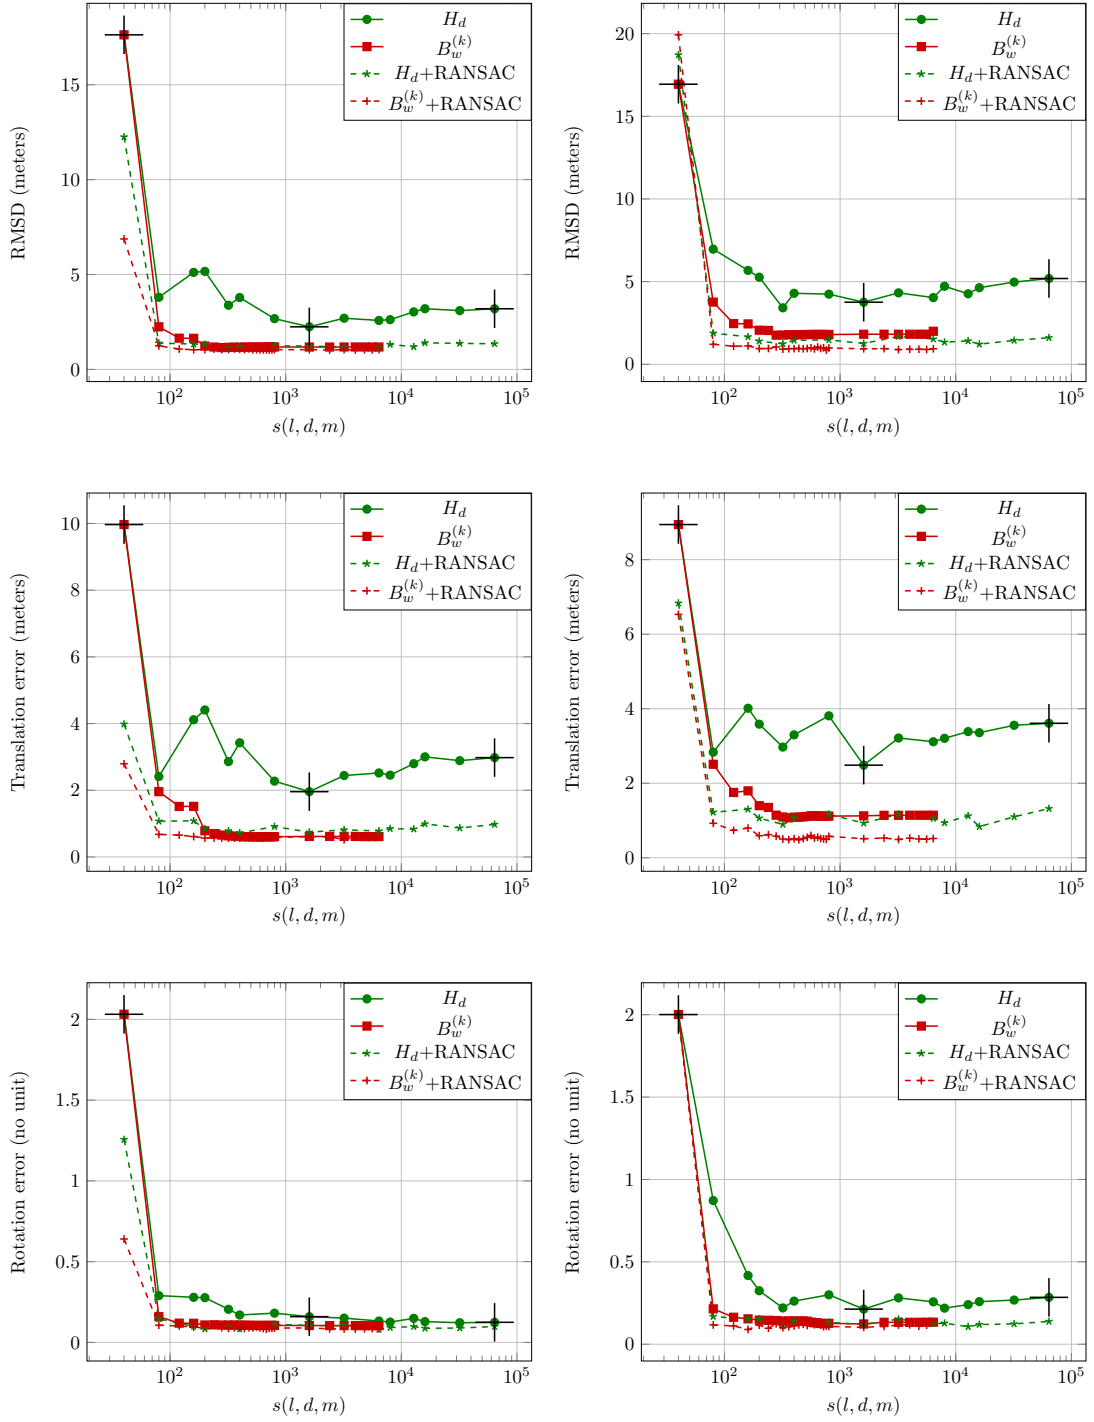 H_d
B_w^{(k)}
H_d+RANSAC
B_w^{(k)}+RANSAC
RMSD (meters)
15
10
5
0
10^2 10^3 10^4 10^5
s(l, d, m)
H_d
B_w^{(k)}
H_d+RANSAC
B_w^{(k)}+RANSAC
RMSD (meters)
20
15
10
5
0
10^2 10^3 10^4 10^5
s(l, d, m)
H_d
B_w^{(k)}
H_d+RANSAC
B_w^{(k)}+RANSAC
Translation error (meters)
10
8
6
4
2
0
10^2 10^3 10^4 10^5
s(l, d, m)
H_d
B_w^{(k)}
H_d+RANSAC
B_w^{(k)}+RANSAC
Translation error (meters)
8
6
4
2
0
10^2 10^3 10^4 10^5
s(l, d, m)
H_d
B_w^{(k)}
H_d+RANSAC
B_w^{(k)}+RANSAC
Rotation error (no unit)
2
1.5
1
0.5
0
10^2 10^3 10^4 10^5
s(l, d, m)
H_d
B_w^{(k)}
H_d+RANSAC
B_w^{(k)}+RANSAC
Rotation error (no unit)
2
1.5
1
0.5
0
10^2 10^3 10^4 10^5
s(l, d, m)